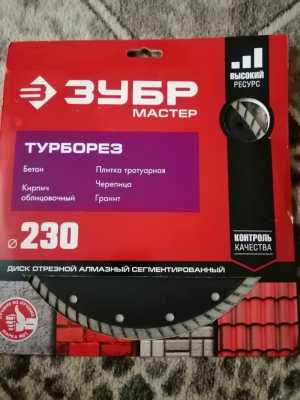 ВЫСОКИЙ
РЕСУРС
ЗУБР
МАСТЕР
ТУРБОРЕЗ
Бетон
Плитка тротуарная
Кирпич
облицовочный
Черепица
Гранит
⌀230
КОНТРОЛЬ
КАЧЕСТВА
ДИСК ОТРЕЗНОЙ АЛМАЗНЫЙ СЕГМЕНТИРОВАННЫЙ